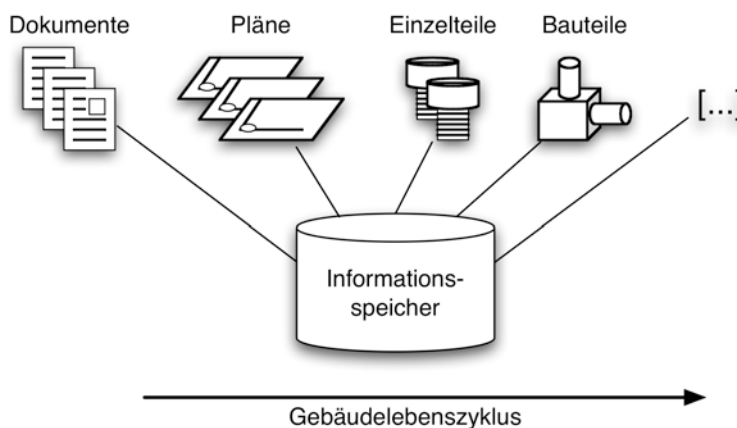 Dokumente
Pläne
Einzelteile
Bauteile
[...]
Informations-
speicher
Gebäudelebenszyklus